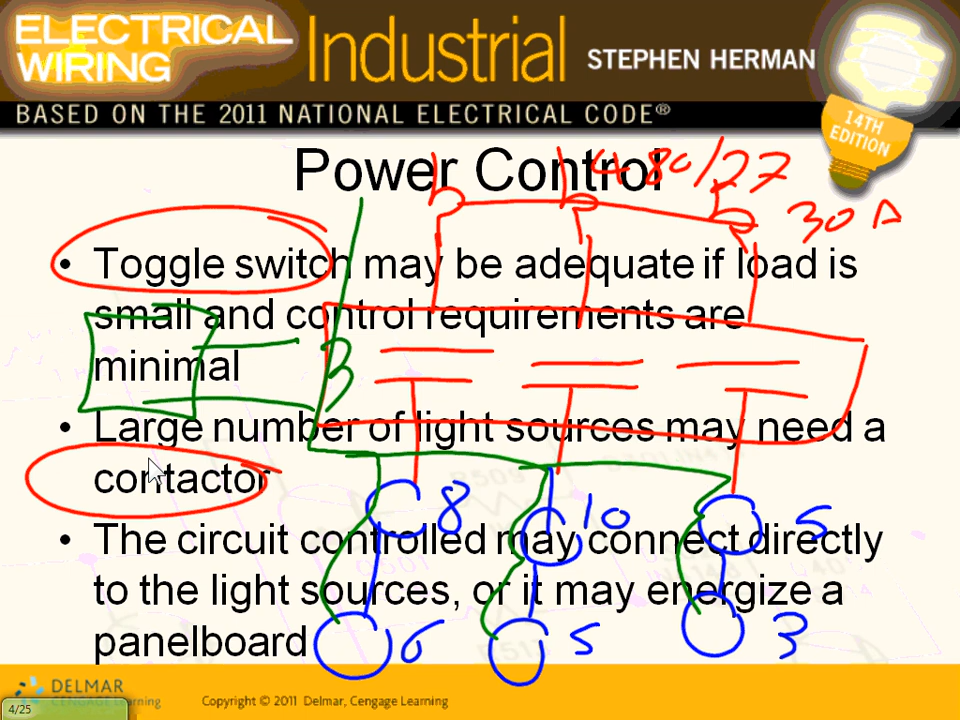 ELECTRICAL
WIRING
Industrial
STEPHEN HERMAN
BASED ON THE 2011 NATIONAL ELECTRICAL CODE®
14TH
EDITION
Power Control
480/27
30 A
• Toggle switch may be adequate if load is
small and control requirements are
minimal
• Large number of light sources may need a
contactor
• The circuit controlled may connect directly
to the light sources, or it may energize a
panelboard
8
10
5
6
5
3
DELMAR
CENGAGE Learning
Copyright © 2011 Delmar, Cengage Learning
4/25